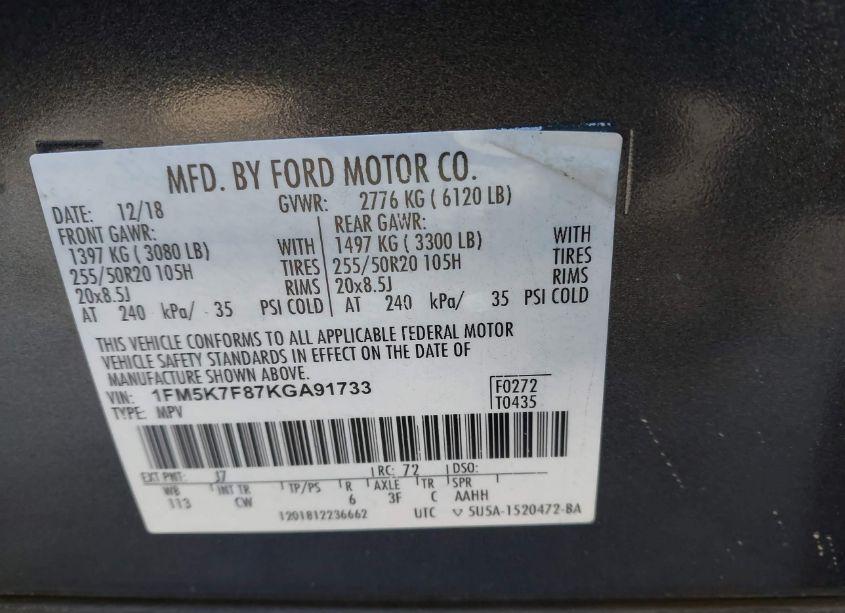 MFD. BY FORD MOTOR CO.
DATE: 12/18 GVWR: 2776 KG ( 6120 LB)
FRONT GAWR: REAR GAWR:
1397 KG ( 3080 LB) WITH 1497 KG ( 3300 LB) WITH
255/50R20 105H TIRES 255/50R20 105H TIRES
20x8.5J RIMS 20x8.5J RIMS
AT 240 kPa/ 35 PSI COLD AT 240 kPa/ 35 PSI COLD
THIS VEHICLE CONFORMS TO ALL APPLICABLE FEDERAL MOTOR
VEHICLE SAFETY STANDARDS IN EFFECT ON THE DATE OF
MANUFACTURE SHOWN ABOVE.
VIN: 1FM5K7F87KGA91733 F0272
TYPE: MPV T0435
EXT PNT: J7 RC: 72 DSO:
WB INT TR TP/PS R AXLE TR SPR
113 CW 6 3F C AAHH
1201812236662 UTC 5U5A-1520472-BA